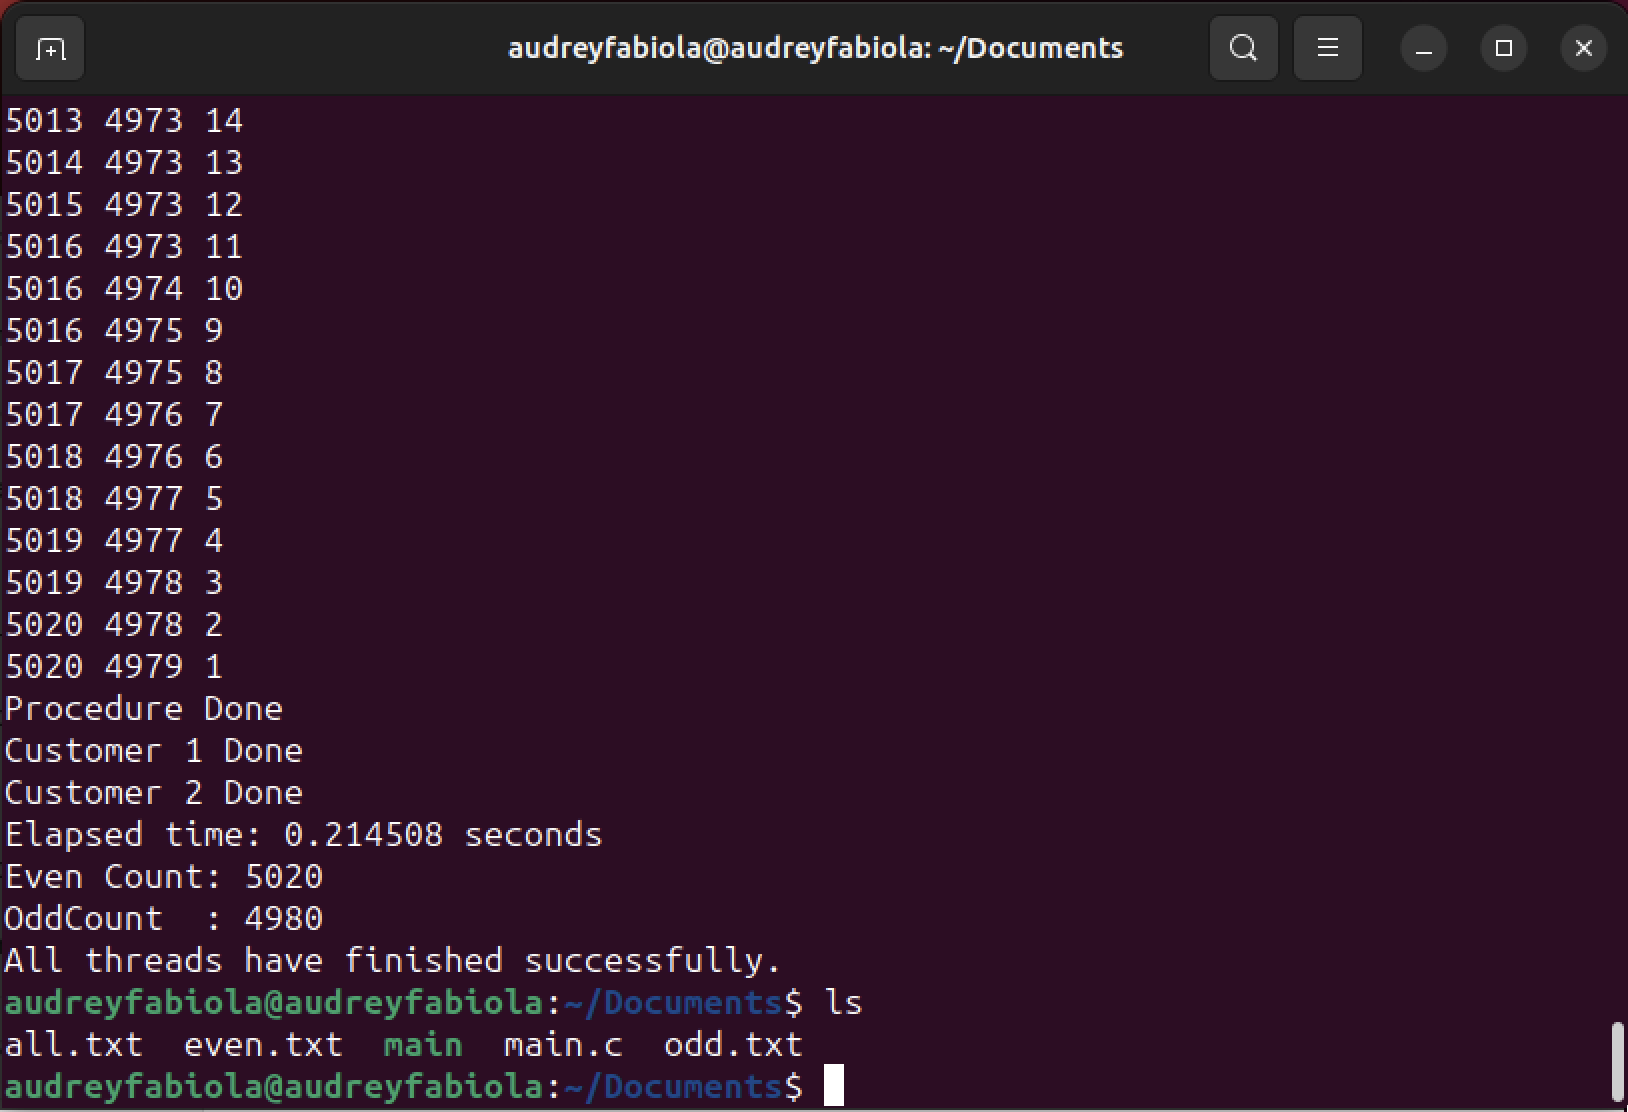 audreyfabiola@audreyfabiola: ~/Documents
5013 4973 14
5014 4973 13
5015 4973 12
5016 4973 11
5016 4974 10
5016 4975 9
5017 4975 8
5017 4976 7
5018 4976 6
5018 4977 5
5019 4977 4
5019 4978 3
5020 4978 2
5020 4979 1
Procedure Done
Customer 1 Done
Customer 2 Done
Elapsed time: 0.214508 seconds
Even Count: 5020
OddCount  : 4980
All threads have finished successfully.
audreyfabiola@audreyfabiola:~/Documents$ ls
all.txt  even.txt  main  main.c  odd.txt
audreyfabiola@audreyfabiola:~/Documents$